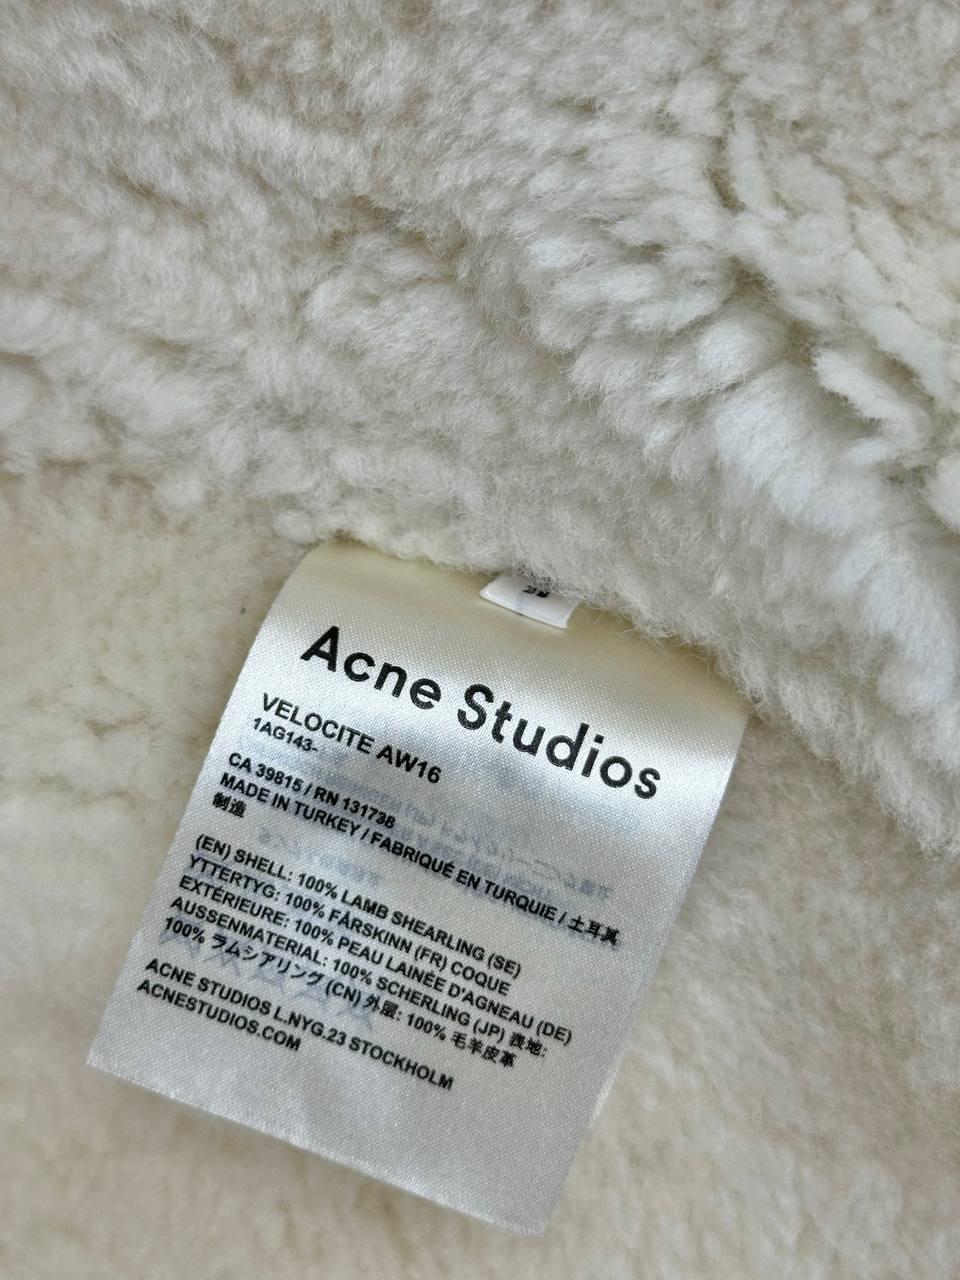 Acne Studios
VELOCITE AW16
1AG143-
CA 39815 / RN 131738
MADE IN TURKEY / FABRIQUÉ EN TURQUIE / 土耳其
制造
(EN) SHELL: 100% LAMB SHEARLING (SE)
YTTERTYG: 100% FÅRSKINN (FR) COQUE
EXTÉRIEURE: 100% PEAU LAINÉE D'AGNEAU (DE)
AUSSENMATERIAL: 100% SCHERLING (JP) 表地:
100% ラムシアリング (CN) 外层: 100% 毛羊皮革
ACNE STUDIOS L.NYG.23 STOCKHOLM
ACNESTUDIOS.COM